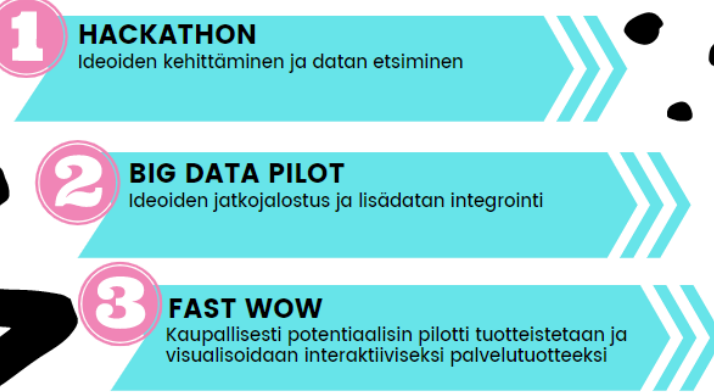 1
HACKATHON
Ideoiden kehittäminen ja datan etsiminen
2
BIG DATA PILOT
Ideoiden jatkojalostus ja lisädatan integrointi
3
FAST WOW
Kaupallisesti potentiaalisin pilotti tuotteistetaan ja
visualisoidaan interaktiiviseksi palvelutuotteeksi